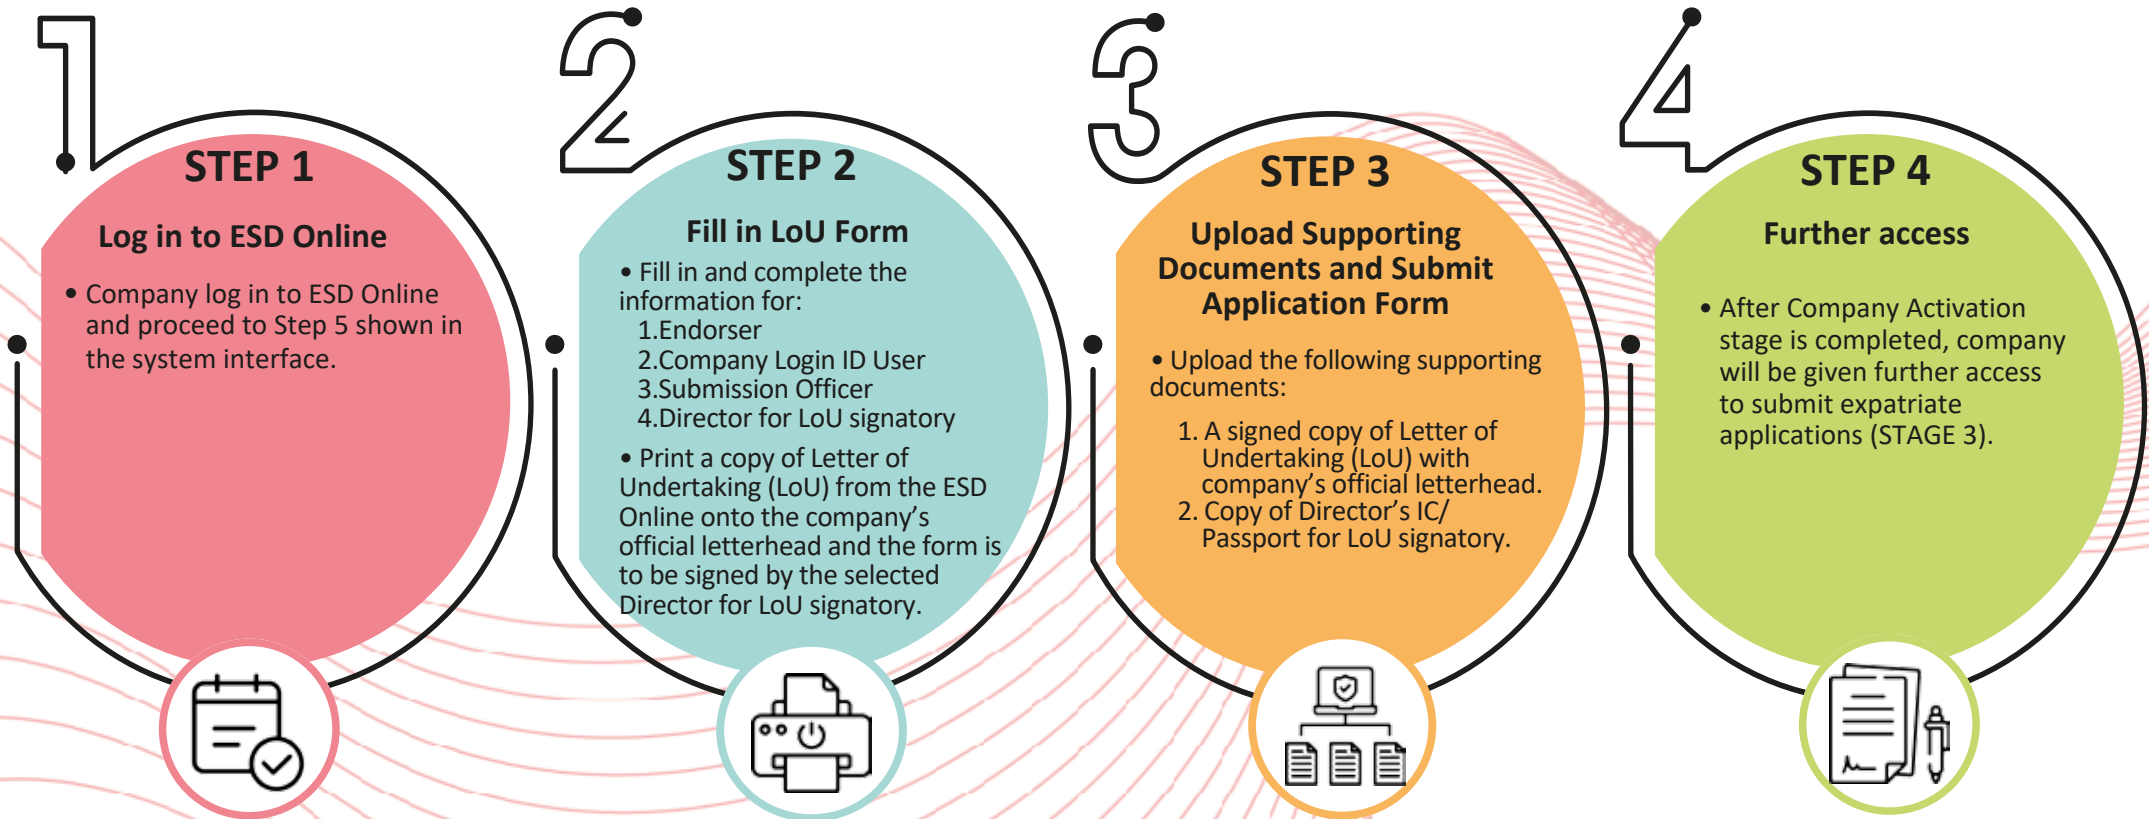 1
STEP 1
Log in to ESD Online
• Company log in to ESD Online
and proceed to Step 5 shown in
the system interface.
2
STEP 2
Fill in LoU Form
• Fill in and complete the
information for:
1.Endorser
2.Company Login ID User
3.Submission Officer
4.Director for LoU signatory
• Print a copy of Letter of
Undertaking (LoU) from the ESD
Online onto the company’s
official letterhead and the form is
to be signed by the selected
Director for LoU signatory.
3
STEP 3
Upload Supporting
Documents and Submit
Application Form
• Upload the following supporting
documents:
1. A signed copy of Letter of
Undertaking (LoU) with
company’s official letterhead.
2. Copy of Director’s IC/
Passport for LoU signatory.
4
STEP 4
Further access
• After Company Activation
stage is completed, company
will be given further access
to submit expatriate
applications (STAGE 3).